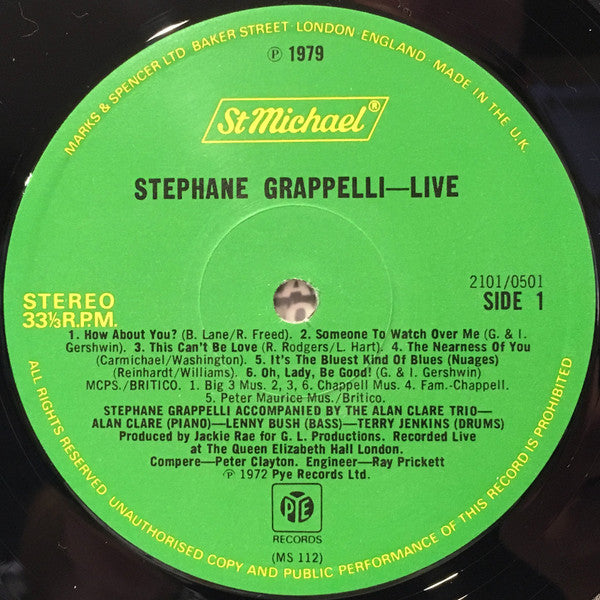 MARKS & SPENCER LTD BAKER STREET · LONDON · ENGLAND · MADE IN THE U.K.
℗ 1979
St Michael®
STEPHANE GRAPPELLI—LIVE
2101/0501
STEREO
SIDE 1
33⅓ R.P.M.
1. How About You? (B. Lane/R. Freed). 2. Someone To Watch Over Me (G. & I.
Gershwin). 3. This Can't Be Love (R. Rodgers/L. Hart). 4. The Nearness Of You
(Carmichael/Washington). 5. It's The Bluest Kind Of Blues (Nuages)
(Reinhardt/Williams). 6. Oh, Lady, Be Good! (G. & I. Gershwin)
MCPS./BRITICO. 1. Big 3 Mus. 2, 3, 6. Chappell Mus. 4. Fam.-Chappell.
5. Peter Maurice Mus./Britico.
STEPHANE GRAPPELLI ACCOMPANIED BY THE ALAN CLARE TRIO—
ALAN CLARE (PIANO)—LENNY BUSH (BASS)—TERRY JENKINS (DRUMS)
Produced by Jackie Rae for G. L. Productions. Recorded Live
at The Queen Elizabeth Hall London.
Compere—Peter Clayton. Engineer—Ray Prickett
℗ 1972 Pye Records Ltd.
PYE
RECORDS
(MS 112)
ALL RIGHTS RESERVED UNAUTHORISED COPY AND PUBLIC PERFORMANCE OF THIS RECORD IS PROHIBITED